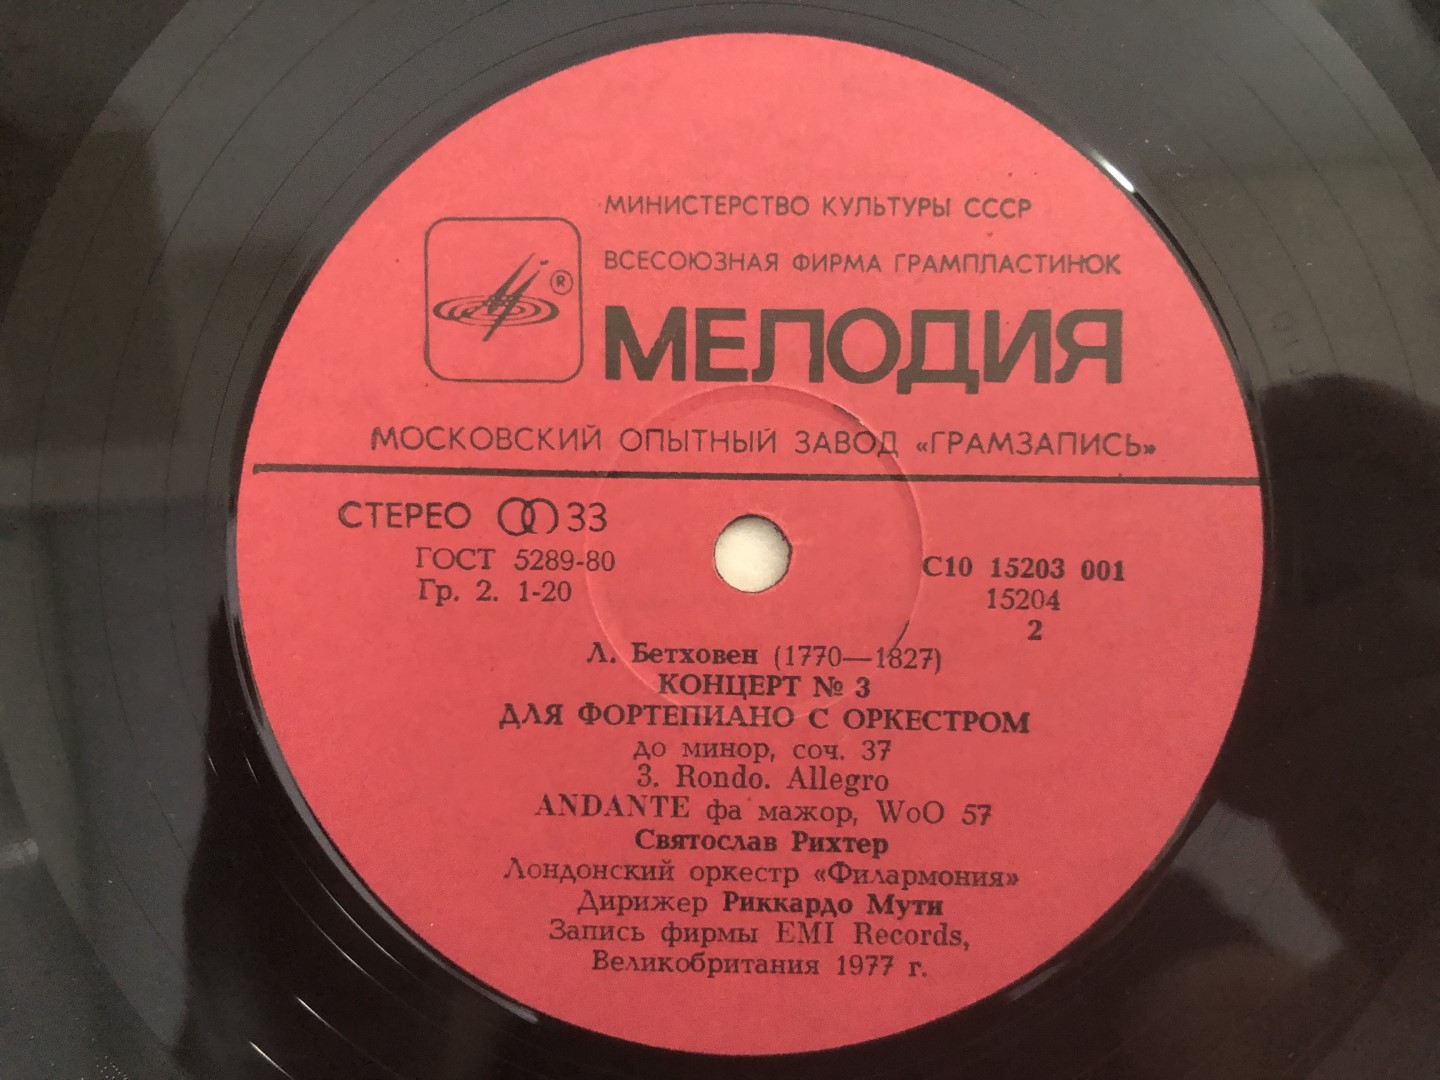 МИНИСТЕРСТВО КУЛЬТУРЫ СССР
ВСЕСОЮЗНАЯ ФИРМА ГРАМПЛАСТИНОК
®
МЕЛОДИЯ
МОСКОВСКИЙ ОПЫТНЫЙ ЗАВОД «ГРАМЗАПИСЬ»
СТЕРЕО 33
ГОСТ 5289-80
Гр. 2. 1-20
С10 15203 001
15204
2
Л. Бетховен (1770—1827)
КОНЦЕРТ № 3
ДЛЯ ФОРТЕПИАНО С ОРКЕСТРОМ
до минор, соч. 37
3. Rondo. Allegro
ANDANTE фа мажор, WoO 57
Святослав Рихтер
Лондонский оркестр «Филармония»
Дирижер Риккардо Мути
Запись фирмы EMI Records,
Великобритания 1977 г.